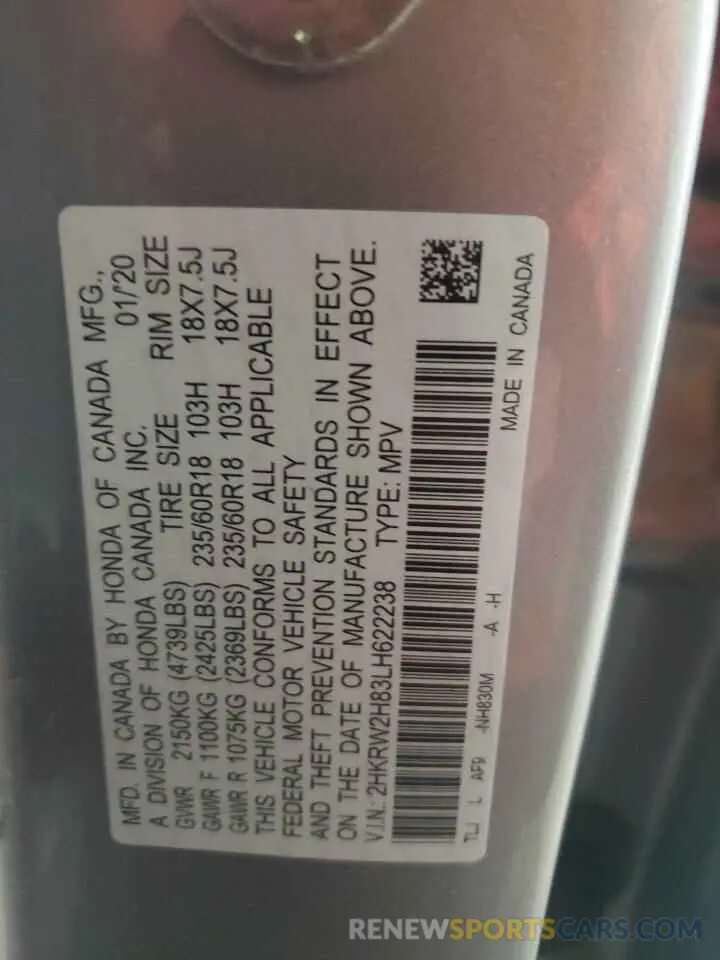 MFD. IN CANADA BY HONDA OF CANADA MFG.,
A DIVISION OF HONDA CANADA INC. 01/'20
GVWR 2150KG (4739LBS) TIRE SIZE RIM SIZE
GAWR F 1100KG (2425LBS) 235/60R18 103H 18X7.5J
GAWR R 1075KG (2369LBS) 235/60R18 103H 18X7.5J
THIS VEHICLE CONFORMS TO ALL APPLICABLE
FEDERAL MOTOR VEHICLE SAFETY
AND THEFT PREVENTION STANDARDS IN EFFECT
ON THE DATE OF MANUFACTURE SHOWN ABOVE.
V.I.N.: 2HKRW2H83LH622238 TYPE: MPV
TLJ L AF9 -NH830M -A -H
MADE IN CANADA
RENEWSPORTSCARS.COM